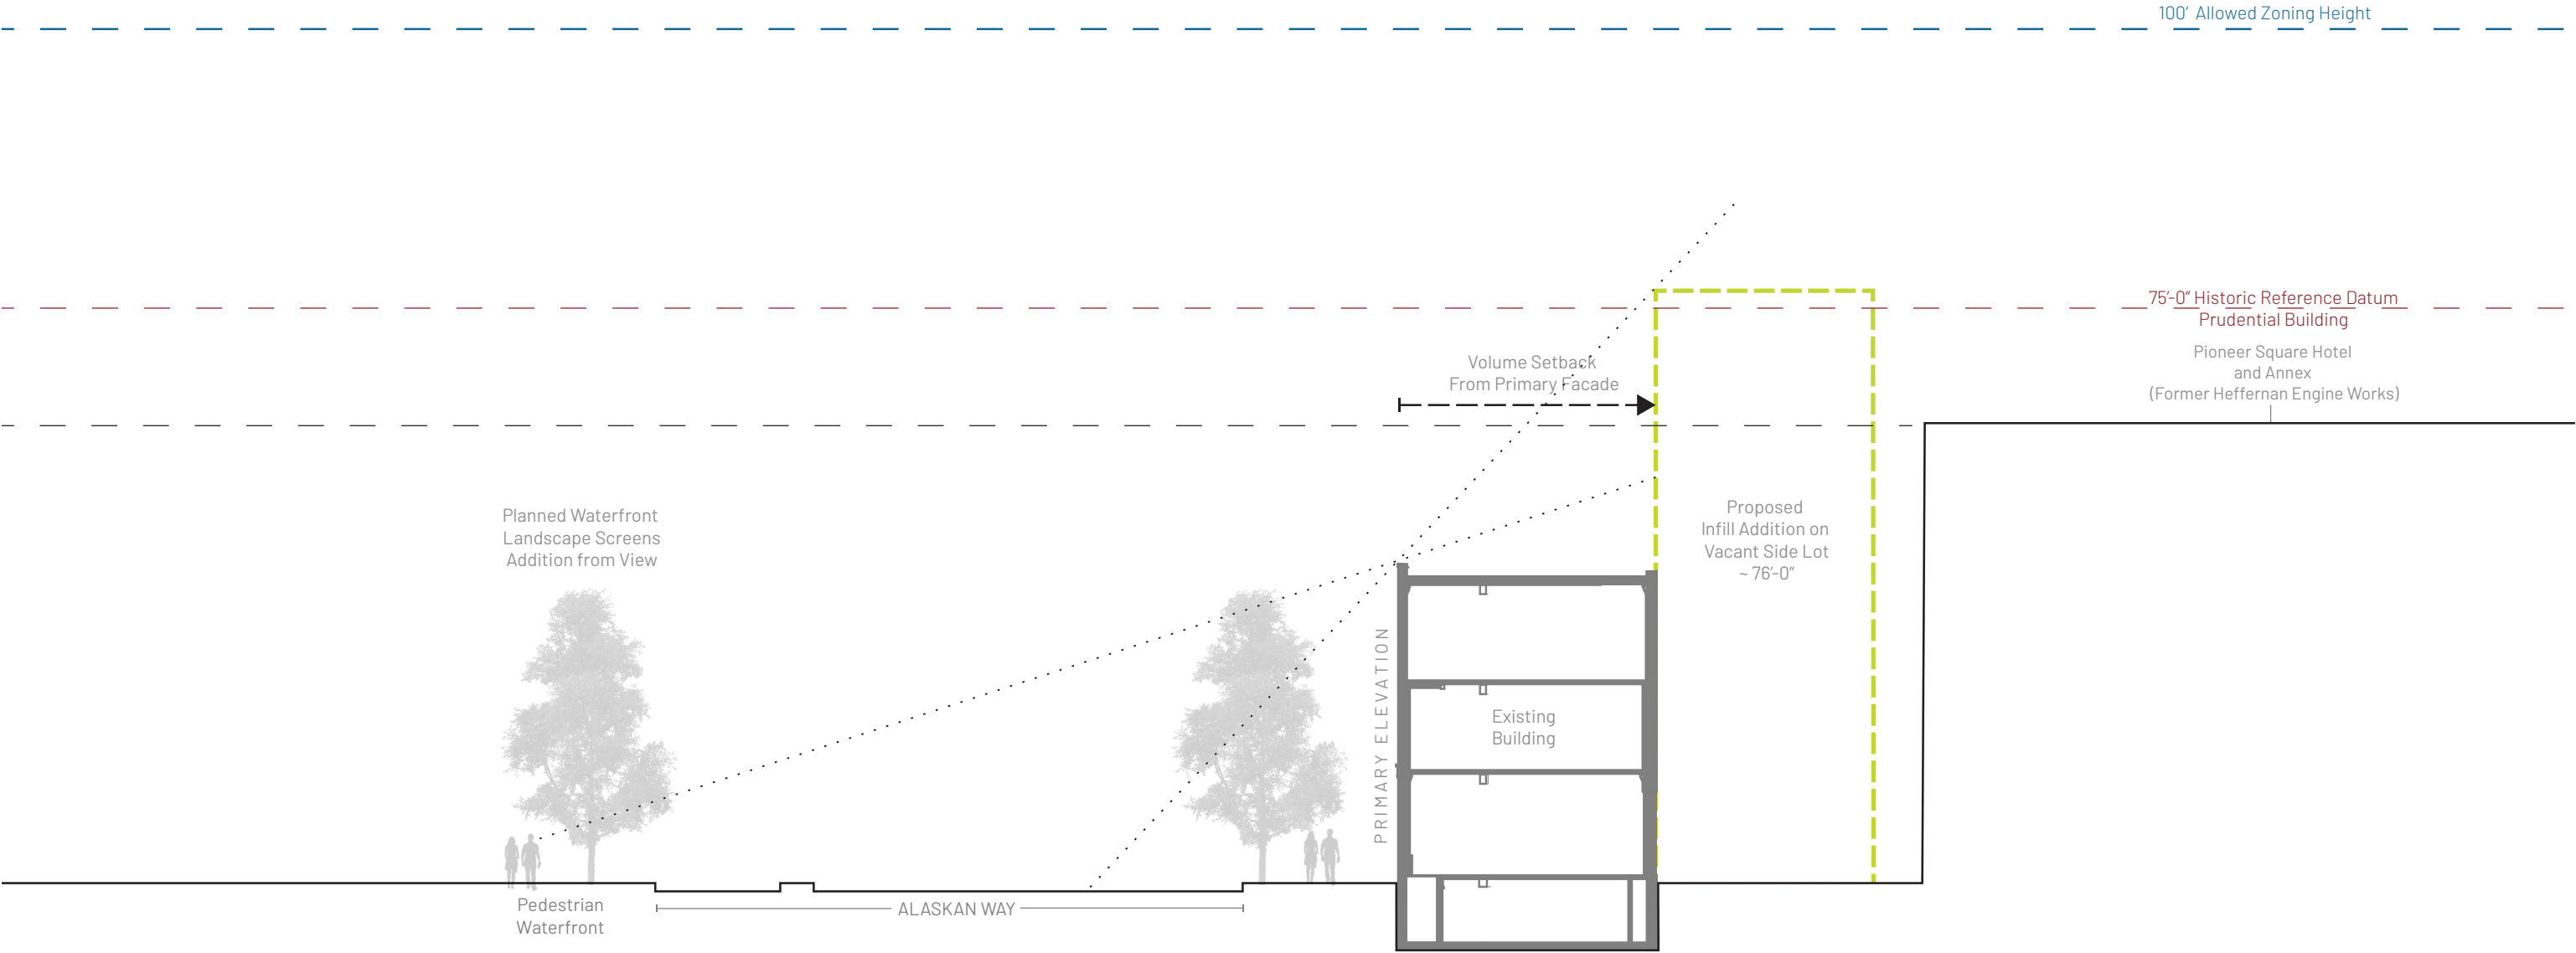 100’ Allowed Zoning Height
75’-0” Historic Reference Datum
Prudential Building
Pioneer Square Hotel
and Annex
(Former Heffernan Engine Works)
Volume Setback
From Primary Facade
Planned Waterfront
Landscape Screens
Addition from View
Proposed
Infill Addition on
Vacant Side Lot
~ 76’-0”
PRIMARY ELEVATION
Existing
Building
Pedestrian
Waterfront
ALASKAN WAY